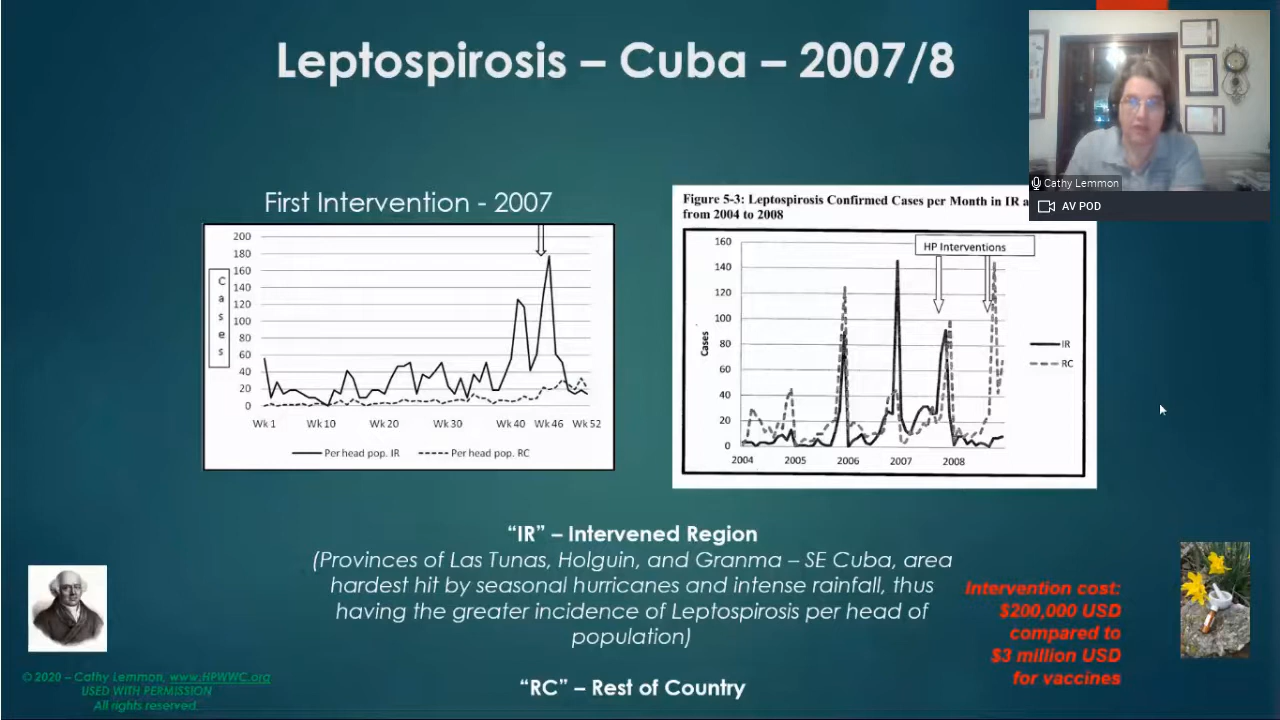 Leptospirosis – Cuba – 2007/8
Cathy Lemmon
AV POD
First Intervention - 2007
200
180
160
140
120
100
80
60
40
20
0
C
a
s
e
s
Wk 1 Wk 10 Wk 20 Wk 30 Wk 40 Wk 46 Wk 52
Per head pop. IR Per head pop. RC
Figure 5-3: Leptospirosis Confirmed Cases per Month in IR
from 2004 to 2008
HP Interventions
160
140
120
100
80
60
40
20
0
Cases
2004 2005 2006 2007 2008
IR
RC
“IR” – Intervened Region
(Provinces of Las Tunas, Holguin, and Granma – SE Cuba, area
hardest hit by seasonal hurricanes and intense rainfall, thus
having the greater incidence of Leptospirosis per head of
population)
“RC” – Rest of Country
Intervention cost:
$200,000 USD
compared to
$3 million USD
for vaccines
© 2020 – Cathy Lemmon, www.HPWWC.org
USED WITH PERMISSION
All rights reserved.